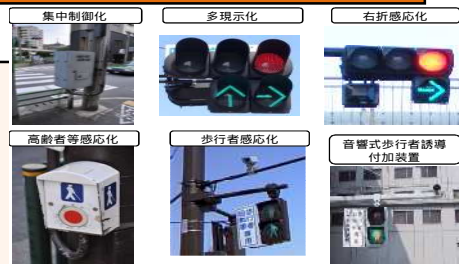 集中制御化
多現示化
右折感応化
高齢者等感応化
歩行者感応化
音響式歩行者誘導
付加装置